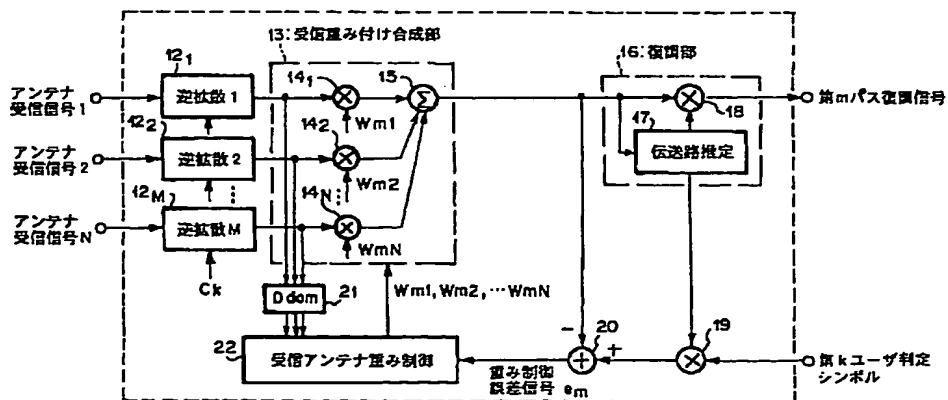 13:受信重み付け合成部
16:復調部
アンテナ
受信信号1
12₁
逆拡散1
14₁
Wm1
15
Σ
18
第mパス復調信号
17
伝送路推定
アンテナ
受信信号2
12₂
逆拡散2
14₂
Wm2
アンテナ
受信信号N
12M
逆拡散M
14N
WmN
Ck
Ddem
21
Wm1, Wm2, …WmN
22
受信アンテナ重み制御
重み制御
誤差信号 em
20
−
+
19
第kユーザ判定
シンボル